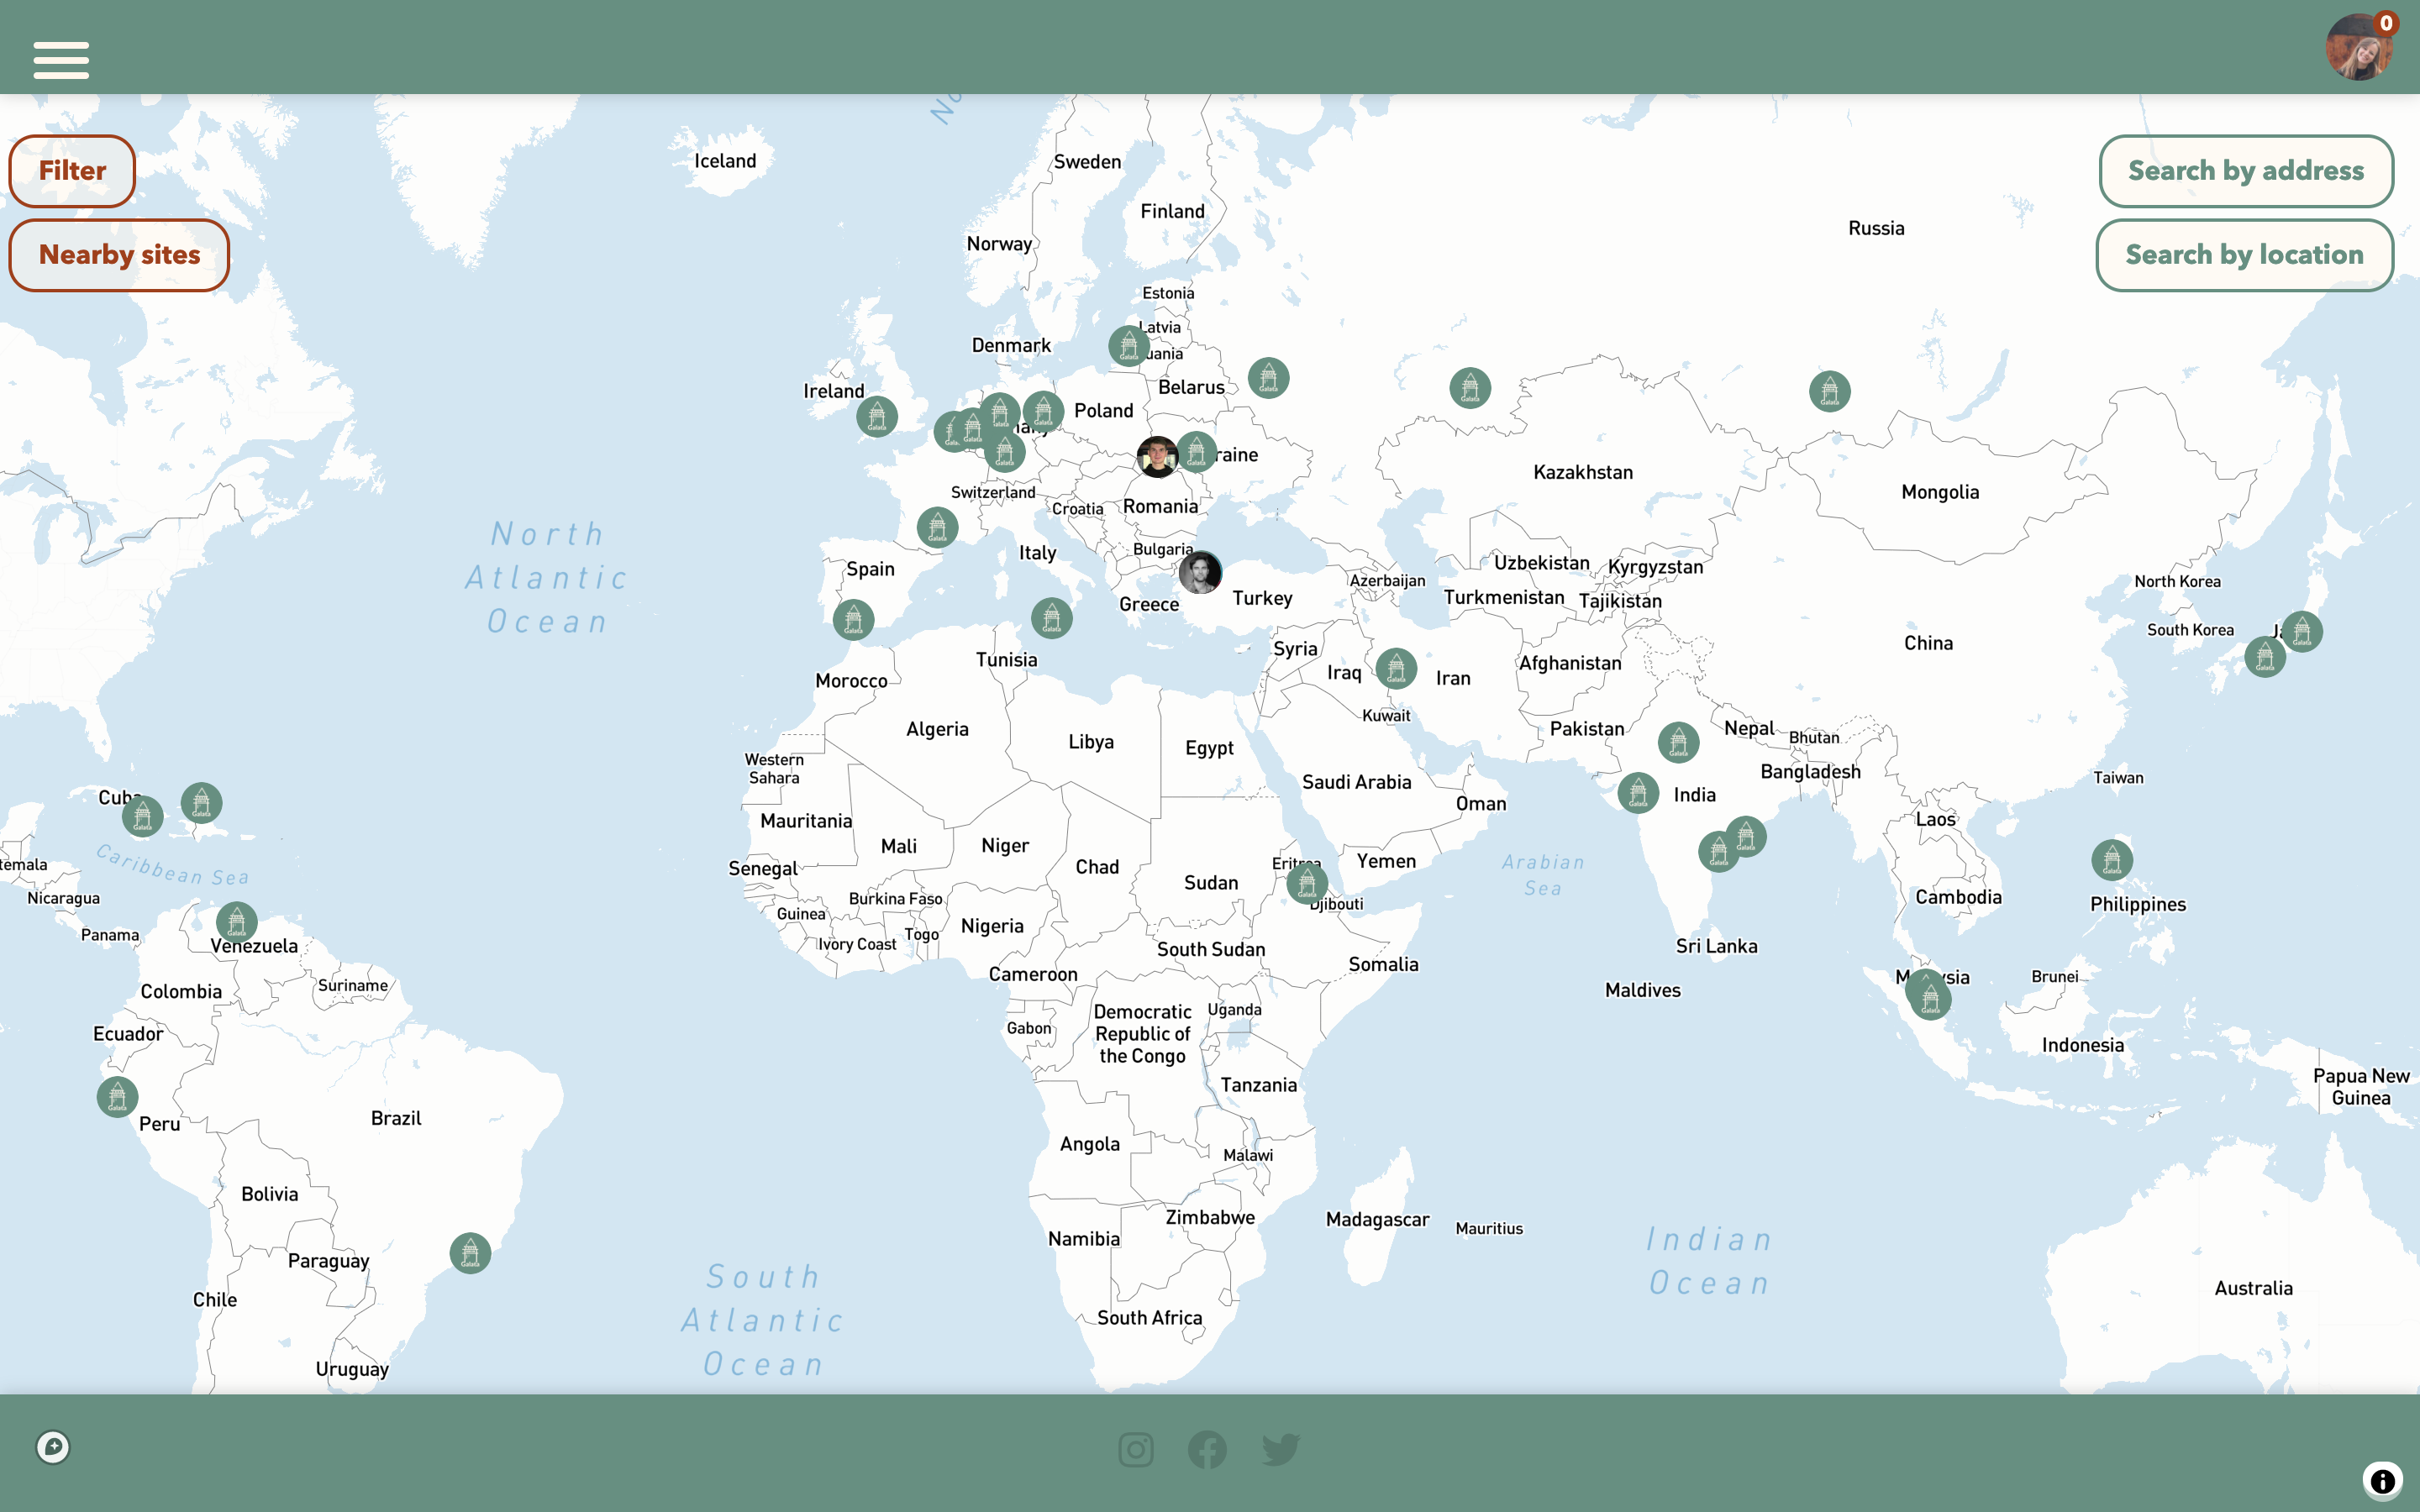 0
Filter
Nearby sites
Search by address
Search by location
Iceland
Sweden
Finland
Norway
Russia
Estonia
Latvia
Denmark
Ireland
Belarus
Poland
Kazakhstan
Mongolia
Switzerland
Croatia
Romania
North
Atlantic
Ocean
Italy
Bulgaria
Spain
Greece
Turkey
Azerbaijan
Uzbekistan
Kyrgyzstan
Turkmenistan
Tajikistan
North Korea
South Korea
China
Syria
Tunisia
Morocco
Iraq
Iran
Afghanistan
Kuwait
Algeria
Libya
Egypt
Pakistan
Nepal
Bhutan
Western
Sahara
Saudi Arabia
Oman
Bangladesh
India
Taiwan
Cuba
Mauritania
Mali
Niger
Chad
Laos
Caribbean Sea
Senegal
Eritrea
Yemen
Arabian
Sea
Sudan
Nicaragua
Burkina Faso
Guinea
Djibouti
Cambodia
Philippines
Panama
Venezuela
Ivory Coast
Togo
Nigeria
South Sudan
Somalia
Sri Lanka
Cameroon
Colombia
Suriname
Maldives
Brunei
Ecuador
Gabon
Democratic
Republic of
the Congo
Uganda
Indonesia
Tanzania
Papua New
Guinea
Peru
Brazil
Angola
Malawi
Bolivia
Zimbabwe
Madagascar
Mauritius
Namibia
Indian
Ocean
Paraguay
Chile
South
Atlantic
Ocean
South Africa
Australia
Uruguay
Galata